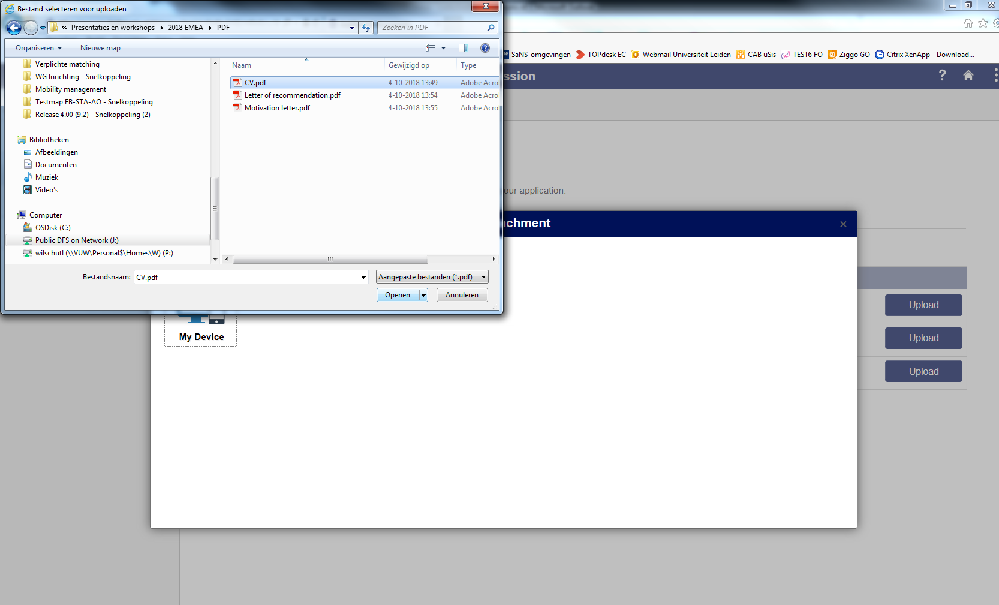 Bestand selecteren voor uploaden
« Presentaties en workshops ▸ 2018 EMEA ▸ PDF
Zoeken in PDF
Organiseren
Nieuwe map
Verplichte matching
WG Inrichting - Snelkoppeling
Mobility management
Testmap FB-STA-AO - Snelkoppeling
Release 4.00 (9.2) - Snelkoppeling (2)
Bibliotheken
Afbeeldingen
Documenten
Muziek
Video's
Computer
OSDisk (C:)
Public DFS on Network (J:)
wilschutl (\\VUW\Personal$\Homes\W) (P:)
Naam Gewijzigd op Type
CV.pdf 4-10-2018 13:49 Adobe Acro
Letter of recommendation.pdf 4-10-2018 13:54 Adobe Acro
Motivation letter.pdf 4-10-2018 13:55 Adobe Acro
Bestandsnaam: CV.pdf
Aangepaste bestanden (*.pdf)
Openen
Annuleren
SaNS-omgevingen TOPdesk EC Webmail Universiteit Leiden CAB uSis TEST6 FO Ziggo GO Citrix XenApp - Download...
ssion
?
our application.
achment
My Device
Upload
Upload
Upload